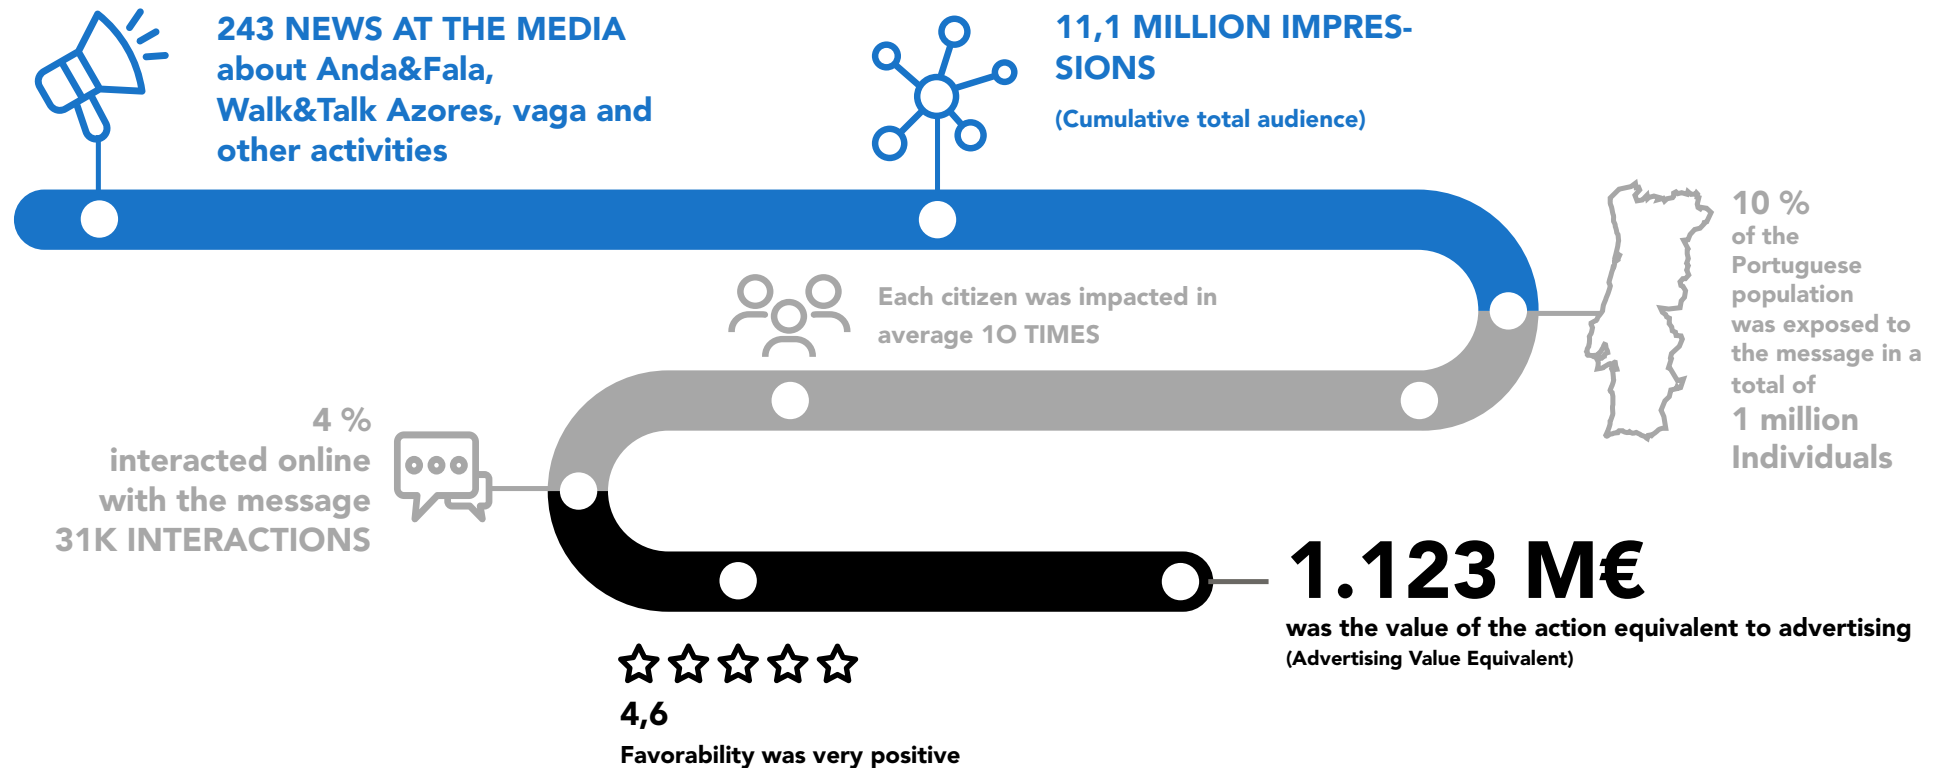 243 NEWS AT THE MEDIA
about Anda&Fala,
Walk&Talk Azores, vaga and
other activities
11,1 MILLION IMPRES-
SIONS
(Cumulative total audience)
10 %
of the
Portuguese
population
was exposed to
the message in a
total of
1 million
Individuals
Each citizen was impacted in
average 1O TIMES
4 %
interacted online
with the message
31K INTERACTIONS
4,6
Favorability was very positive
1.123 M€
was the value of the action equivalent to advertising
(Advertising Value Equivalent)